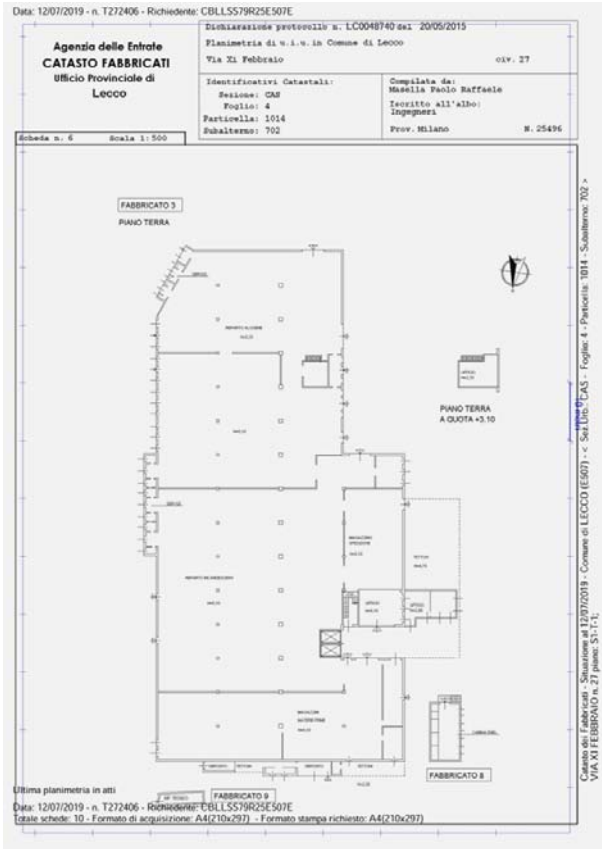 Data: 12/07/2019 - n. T272406 - Richiedente: CBLLSS79R25E507E
Agenzia delle Entrate
CATASTO FABBRICATI
Ufficio Provinciale di
Lecco
Dichiarazione protocollo n. LC0048740 del 20/05/2015
Planimetria di u.i.u. in Comune di Lecco
Via Xi Febbraio civ. 27
Identificativi Catastali:
Sezione: CAS
Foglio: 4
Particella: 1014
Subalterno: 702
Compilata da:
Masella Paolo Raffaele
Iscritto all'albo:
Ingegneri
Prov. Milano N. 25496
Scheda n. 6 Scala 1:500
FABBRICATO 3
PIANO TERRA
PIANO TERRA
A QUOTA +3.10
UFFICIO
TETTOIA
UFFICIO
UFFICIO
FABBRICATO 8
FABBRICATO 9
Ultima planimetria in atti
Data: 12/07/2019 - n. T272406 - Richiedente: CBLLSS79R25E507E
Totale schede: 10 - Formato di acquisizione: A4(210x297) - Formato stampa richiesto: A4(210x297)
Catasto dei Fabbricati - Situazione al 12/07/2019 - Comune di LECCO (E507) - < Sez.Urb.: CAS - Foglio: 4 - Particella: 1014 - Subalterno: 702 >
VIA XI FEBBRAIO n. 27 piano: S1-T-1;